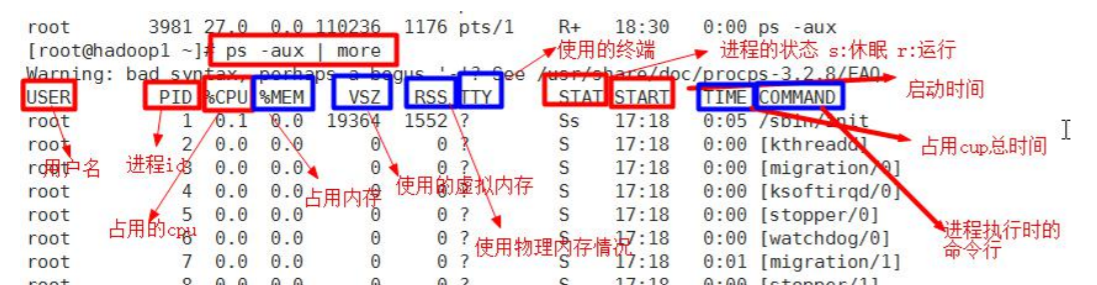 root 3981 27.0 0.0 110236 1176 pts/1 R+ 18:30 0:00 ps -aux
[root@hadoop1 ~]# ps -aux | more 使用的终端 进程的状态 s:休眠 r:运行
Warning: bad syntax, perhaps a bogus '-'? See /usr/share/doc/procps-3.2.8/FAQ
启动时间
USER PID %CPU %MEM VSZ RSS TTY STAT START TIME COMMAND
root 1 0.1 0.0 19364 1552 ? Ss 17:18 0:05 /sbin/init
root 2 0.0 0.0 0 0 ? S 17:18 0:00 [kthreadd]
占用cup总时间
用户名 进程id
root 3 0.0 0.0 0 0 ? S 17:18 0:00 [migration/0]
占用内存 使用的虚拟内存
root 4 0.0 0.0 0 0 ? S 17:18 0:00 [ksoftirqd/0]
root 5 0.0 0.0 0 0 ? S 17:18 0:00 [stopper/0]
占用的cpu 进程执行时的
命令行
root 6 0.0 0.0 0 0 ? S 17:18 0:00 [watchdog/0]
使用物理内存情况
root 7 0.0 0.0 0 0 ? S 17:18 0:01 [migration/1]
root 8 0.0 0.0 0 0 ? S 17:18 0:00 [stopper/1]